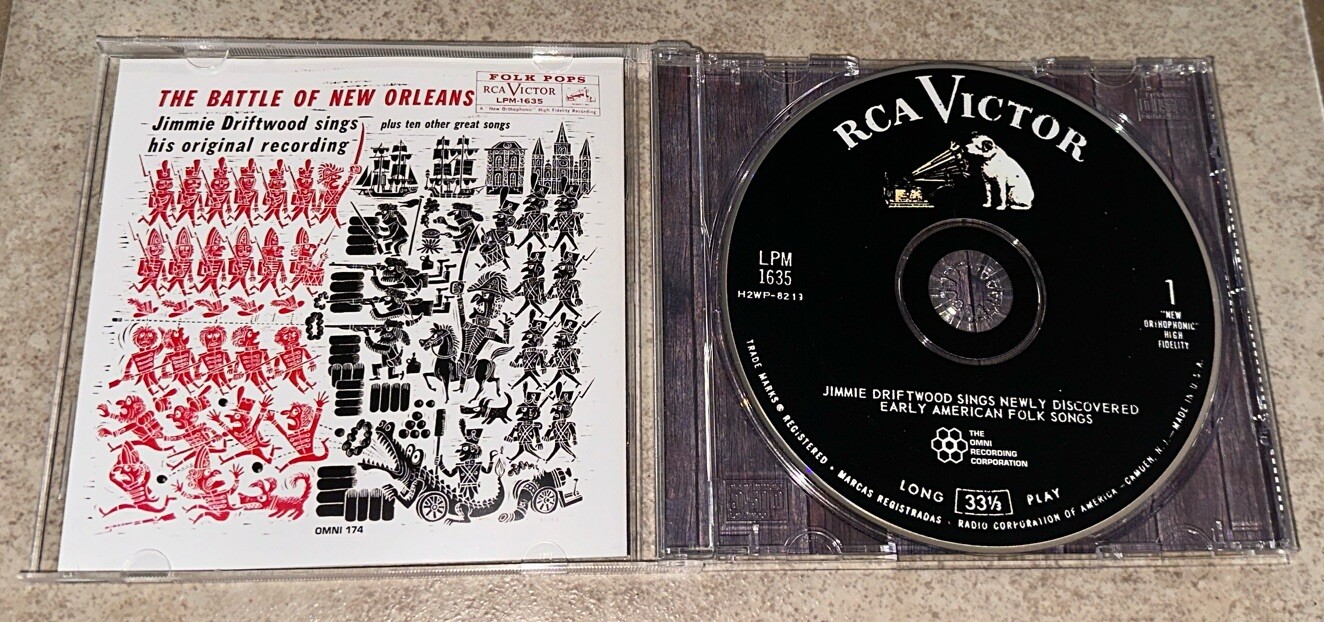 THE BATTLE OF NEW ORLEANS
Jimmie Driftwood sings
his original recording
plus ten other great songs
FOLK POPS
RCA VICTOR
LPM-1635
A "New Orthophonic" High Fidelity Recording
OMNI 174
RCA VICTOR
LPM
1635
H2WP-8213
1
"NEW
ORTHOPHONIC"
HIGH
FIDELITY
JIMMIE DRIFTWOOD SINGS NEWLY DISCOVERED
EARLY AMERICAN FOLK SONGS
THE
OMNI
RECORDING
CORPORATION
LONG 33⅓ PLAY
TRADE MARKS ® REGISTERED • MARCAS REGISTRADAS • RADIO CORPORATION OF AMERICA - CAMDEN, N.J. - MADE IN U.S.A.